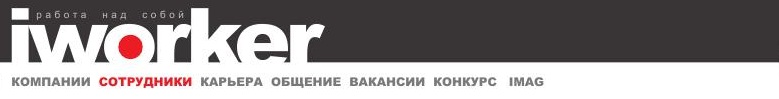 работа над собой
iworker
КОМПАНИИ СОТРУДНИКИ КАРЬЕРА ОБЩЕНИЕ ВАКАНСИИ КОНКУРС IMAG